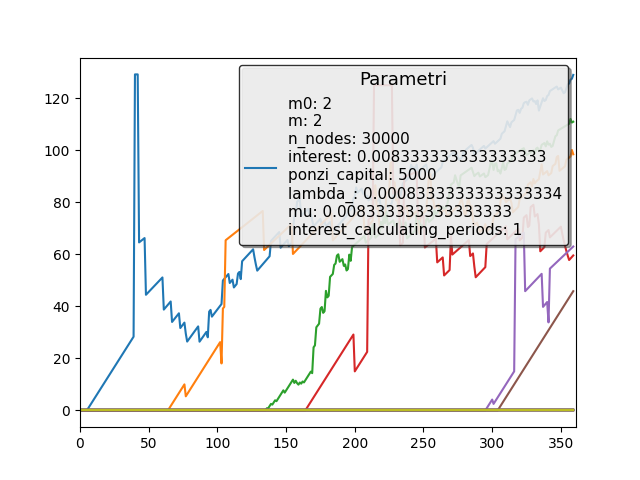 Parametri
m0: 2
m: 2
n_nodes: 30000
interest: 0.008333333333333333
ponzi_capital: 5000
lambda_: 0.0008333333333333334
mu: 0.008333333333333333
interest_calculating_periods: 1
120
100
80
60
40
20
0
0 50 100 150 200 250 300 350